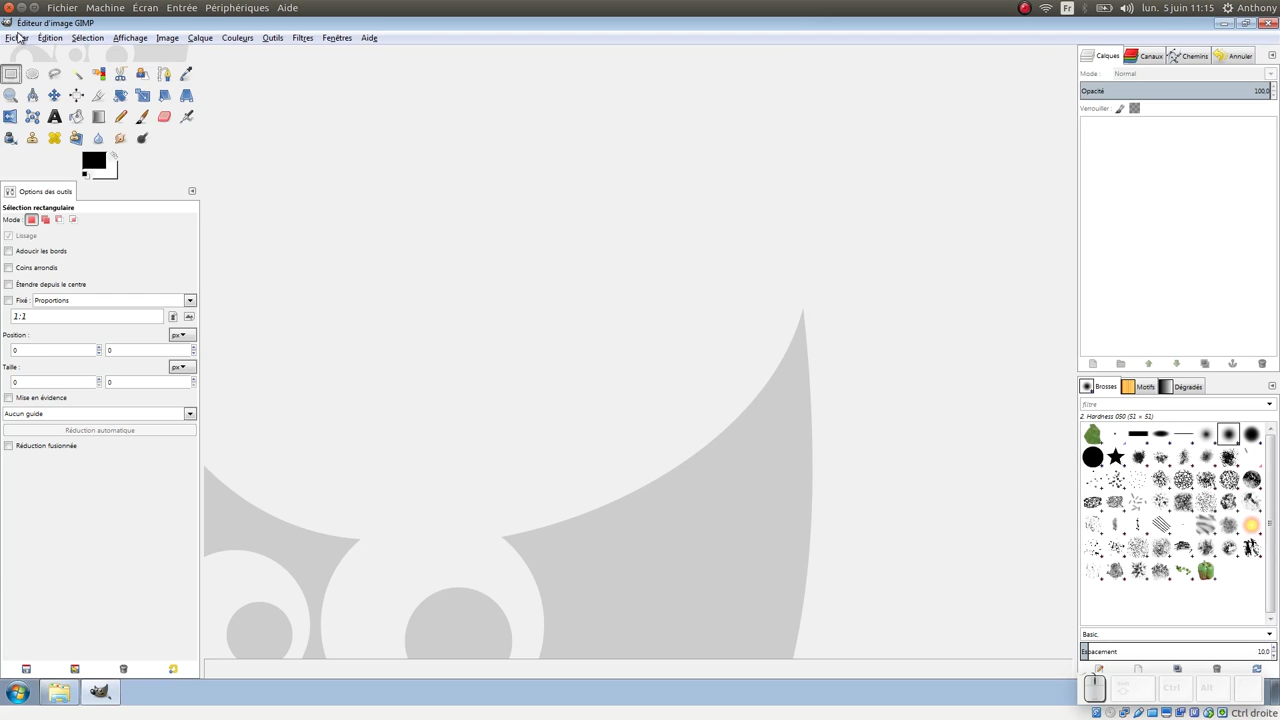 Fichier Machine Écran Entrée Périphériques Aide
Fr
lun. 5 juin 11:15
Anthony
Éditeur d'image GIMP
Fichier Édition Sélection Affichage Image Calque Couleurs Outils Filtres Fenêtres Aide
Calques Canaux Chemins Annuler
Mode : Normal
Opacité 100,0
Verrouiller :
Options des outils
Sélection rectangulaire
Mode :
Lissage
Adoucir les bords
Coins arrondis
Étendre depuis le centre
Fixé : Proportions
1:1
Position : px
0 0
Taille : px
0 0
Mise en évidence
Aucun guide
Réduction automatique
Réduction fusionnée
Brosses Motifs Dégradés
filtre
2. Hardness 050 (51 × 51)
Basic,
Espacement 10,0
Ctrl Alt
Ctrl droite